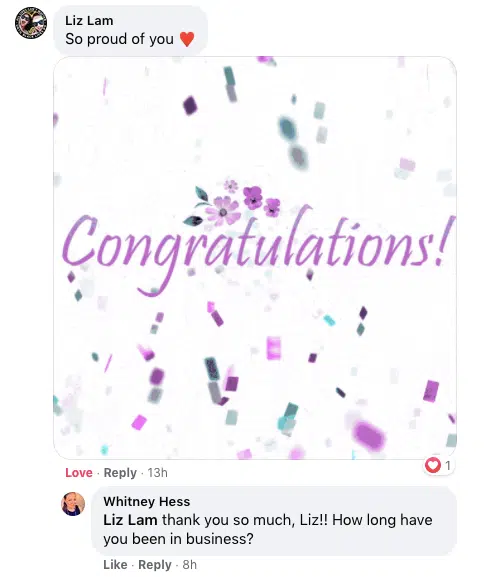 Liz Lam
So proud of you ❤️
Congratulations!
1
Love · Reply · 13h
Whitney Hess
Liz Lam thank you so much, Liz!! How long have
you been in business?
Like · Reply · 8h